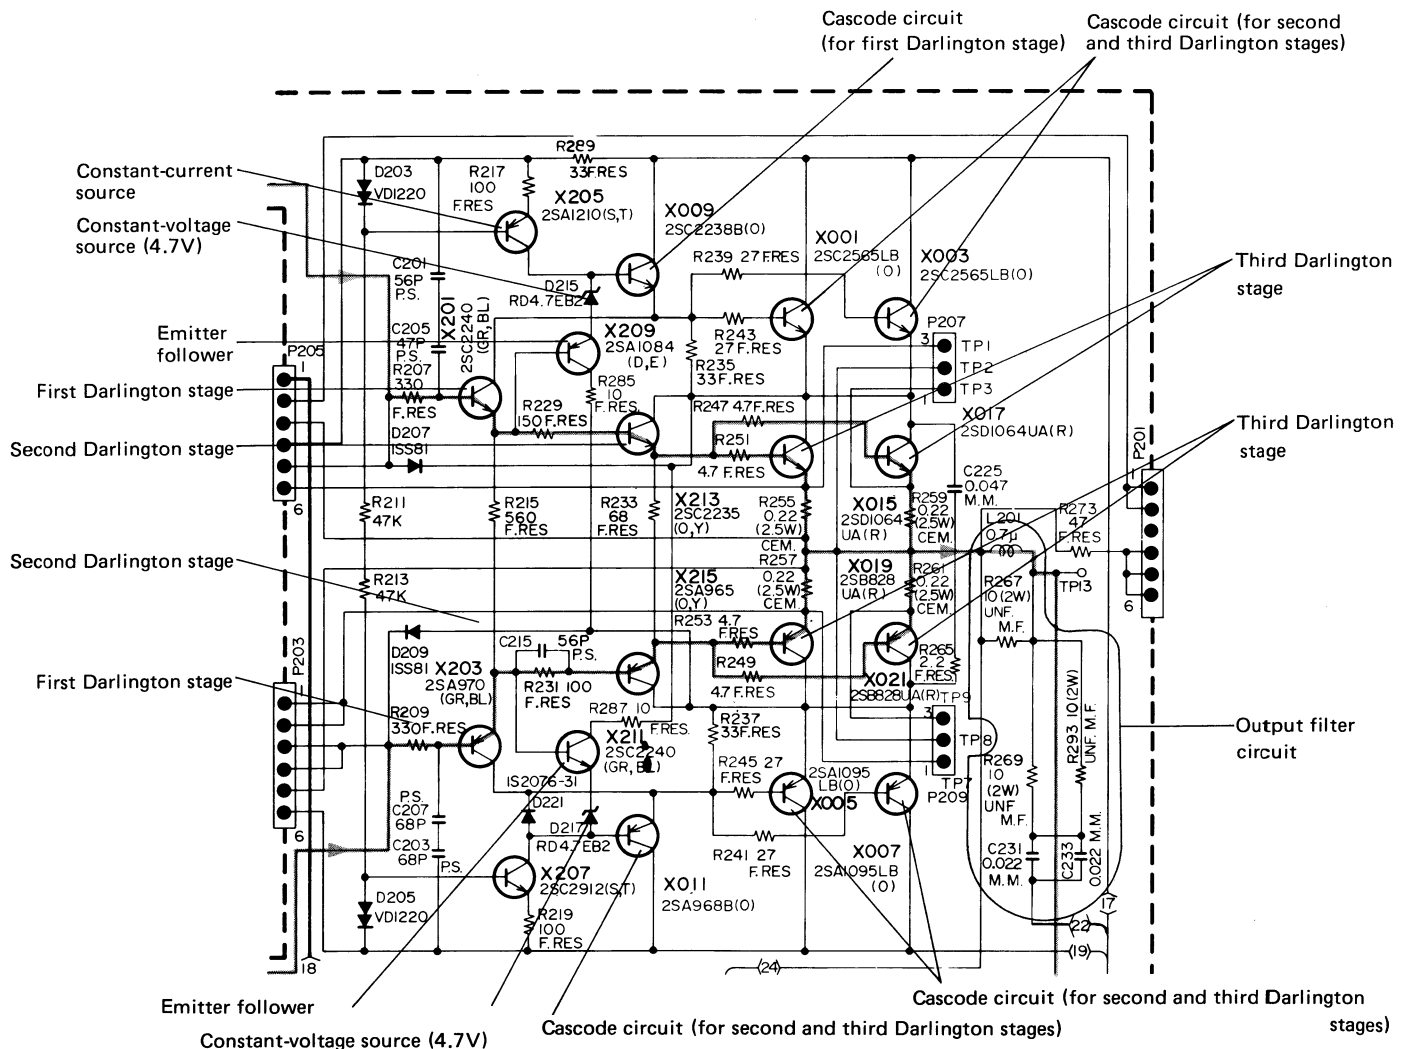 Cascode circuit
(for first Darlington stage)
Cascode circuit (for second
and third Darlington stages)
Constant-current
source
Constant-voltage
source (4.7V)
Emitter
follower
First Darlington stage
Second Darlington stage
Second Darlington stage
First Darlington stage
Emitter follower
Constant-voltage source (4.7V)
Cascode circuit (for second and third Darlington stages)
Cascode circuit (for second and third Darlington
stages)
Third Darlington
stage
Third Darlington
stage
Output filter
circuit
D203
VD1220
R217
100
F.RES
R289
33F.RES
X205
2SA1210(S,T)
X009
2SC2238B(O)
R239 27 F.RES
X001
2SC2565LB
(O)
X003
2SC2565LB(O)
C201
56P
P.S.
X201
2SC2240
(GR,BL)
D215
RD4.7EB2
C205
47P
P.S.
R207
330
F.RES
X209
2SA1084
(D,E)
R243
27 F.RES
R235
33F.RES
P207
3
TP1
TP2
TP3
1
P205
1
6
R285
10
F.RES
R229
150F.RES
R247 4.7F.RES
R251
4.7 F.RES
X017
2SD1064UA(R)
D207
1SS81
C225
0.047
M.M.
P201
1
6
R211
47K
R215
560
F.RES
R233
68
F.RES
X213
2SC2235
(O,Y)
R255
0.22
(2.5W)
CEM.
X015
2SD1064
UA(R)
R259
0.22
(2.5W)
CEM.
L201
0.7μ
R273
47
F.RES
R213
47K
X215
2SA965
(O,Y)
R257
0.22
(2.5W)
CEM.
X019
2SB828
UA(R)
R261
0.22
(2.5W)
CEM.
R267
10(2W)
UNF.
M.F.
TP13
D209
1SS81
P203
1
6
C215
56P
P.S.
R253 4.7
F.RES
R249
4.7 F.RES
X203
2SA970
(GR,BL)
R231 100
F.RES
X021
2SB828UA(R)
R265
2.2
F.RES
R209
330F.RES
R287 10
F.RES.
X211
2SC2240
(GR,BL)
R237
33F.RES
TP9
3
TP8
1
TP7
P209
R293 10(2W)
UNF. M.F.
R269
10
(2W)
UNF
M.F.
1S2076-31
D221
D217
RD4.7EB2
R245 27
F.RES
2SA1095
LB(O)
X005
P.S.
C207
68P
C203
68P
P.S.
R241 27
F.RES
X007
2SA1095LB
(O)
C231
0.022
M.M.
C233
0.022 M.M.
D205
VD1220
X207
2SC2912(S,T)
R219
100
F.RES
X011
2SA968B(O)
17
(22)
(19)
(24)
18